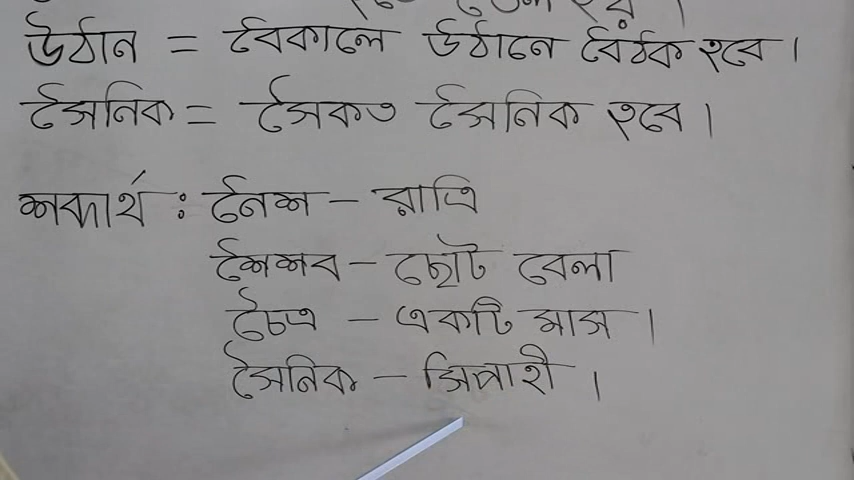 উঠান = বৈকালে উঠানে বৈঠক হবে।
সৈনিক = সৈকত সৈনিক হবে।
শব্দার্থ : নৈশ – রাত্রি
শৈশব – ছোট বেলা
চৈত্র – একটি মাস।
সৈনিক – সিপাহী।